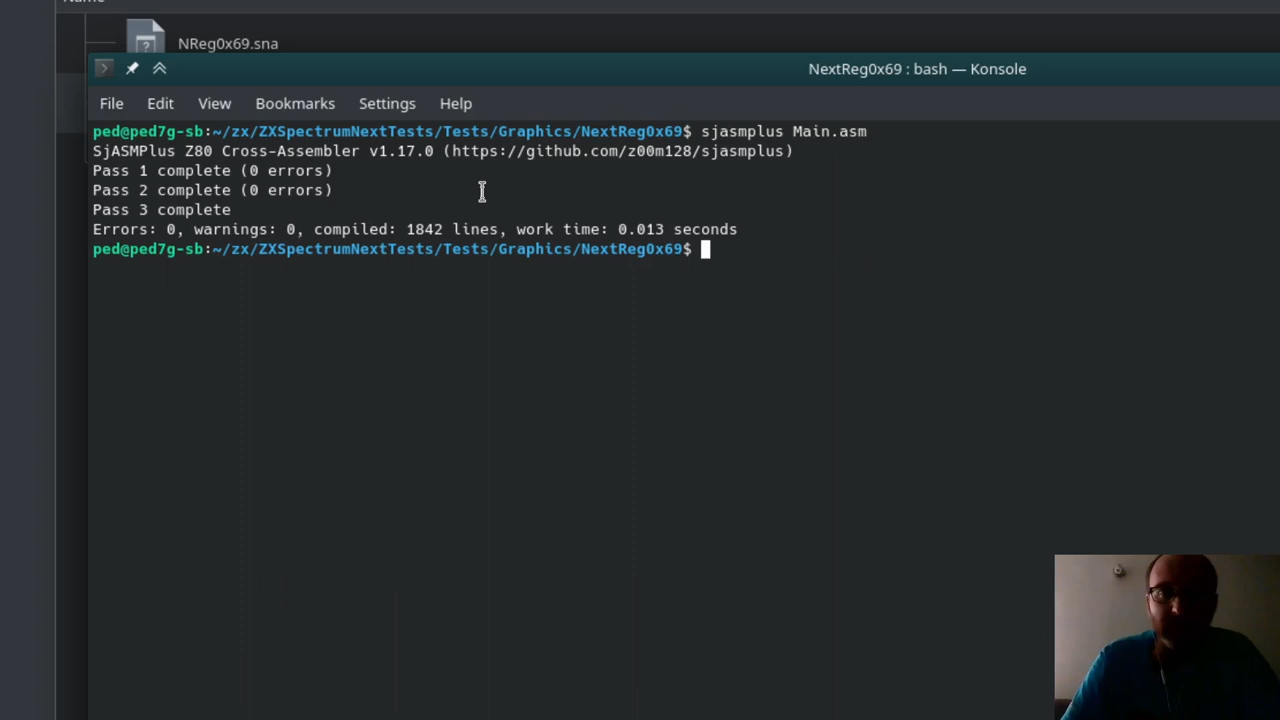 NReg0x69.sna
NextReg0x69 : bash — Konsole
File Edit View Bookmarks Settings Help
ped@ped7g-sb:~/zx/ZXSpectrumNextTests/Tests/Graphics/NextReg0x69$ sjasmplus Main.asm
SjASMPlus Z80 Cross-Assembler v1.17.0 (https://github.com/z00m128/sjasmplus)
Pass 1 complete (0 errors)
Pass 2 complete (0 errors)
Pass 3 complete
Errors: 0, warnings: 0, compiled: 1842 lines, work time: 0.013 seconds
ped@ped7g-sb:~/zx/ZXSpectrumNextTests/Tests/Graphics/NextReg0x69$